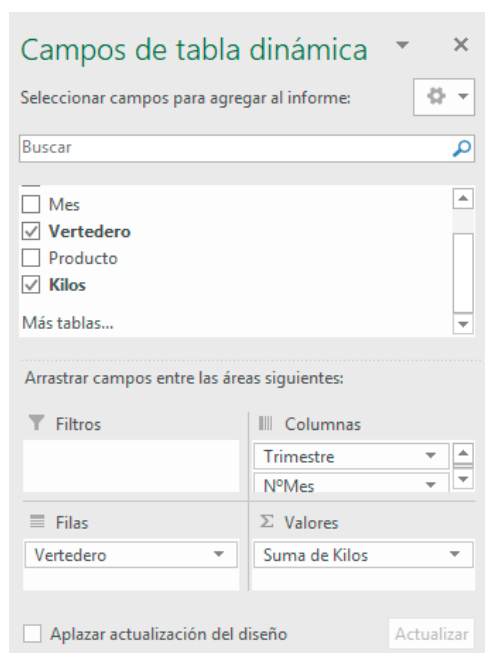 Campos de tabla dinámica
Seleccionar campos para agregar al informe:
Buscar
Mes
Vertedero
Producto
Kilos
Más tablas...
Arrastrar campos entre las áreas siguientes:
Filtros
Columnas
Trimestre
NºMes
Filas
Σ Valores
Vertedero
Suma de Kilos
Aplazar actualización del diseño
Actualizar